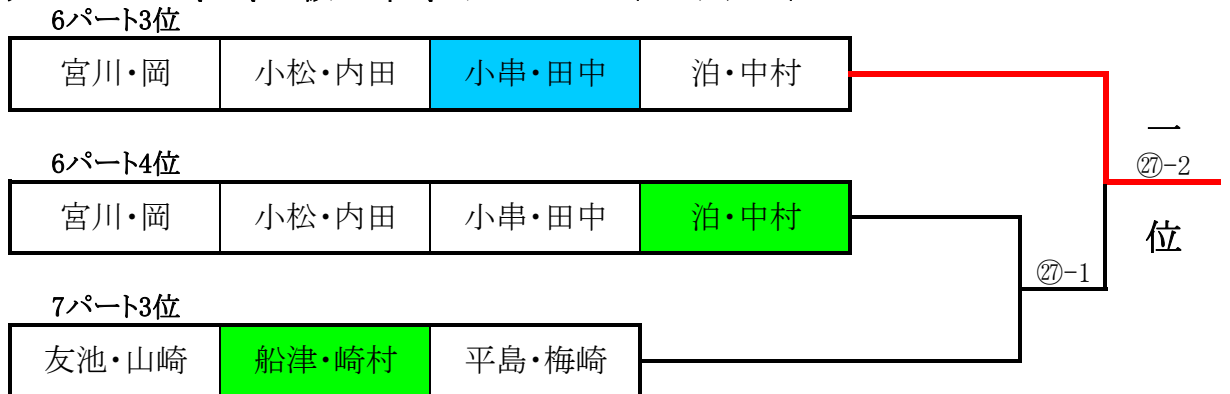 6パート3位
宮川・岡 小松・内田 小串・田中 泊・中村
一
6パート4位
㉗-2
宮川・岡 小松・内田 小串・田中 泊・中村
位
㉗-1
7パート3位
友池・山崎 船津・崎村 平島・梅崎